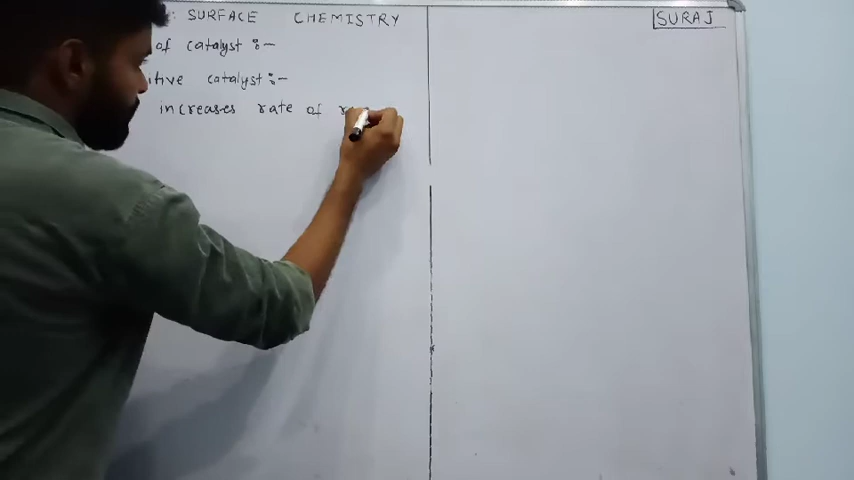 : SURFACE CHEMISTRY
SURAJ
of catalyst :-
itive catalyst :-
increases rate of